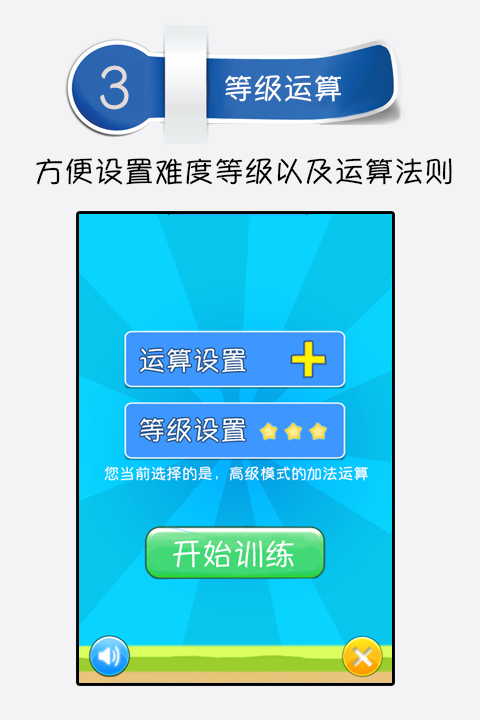 3
等级运算
方便设置难度等级以及运算法则
运算设置
等级设置
您当前选择的是，高级模式的加法运算
开始训练